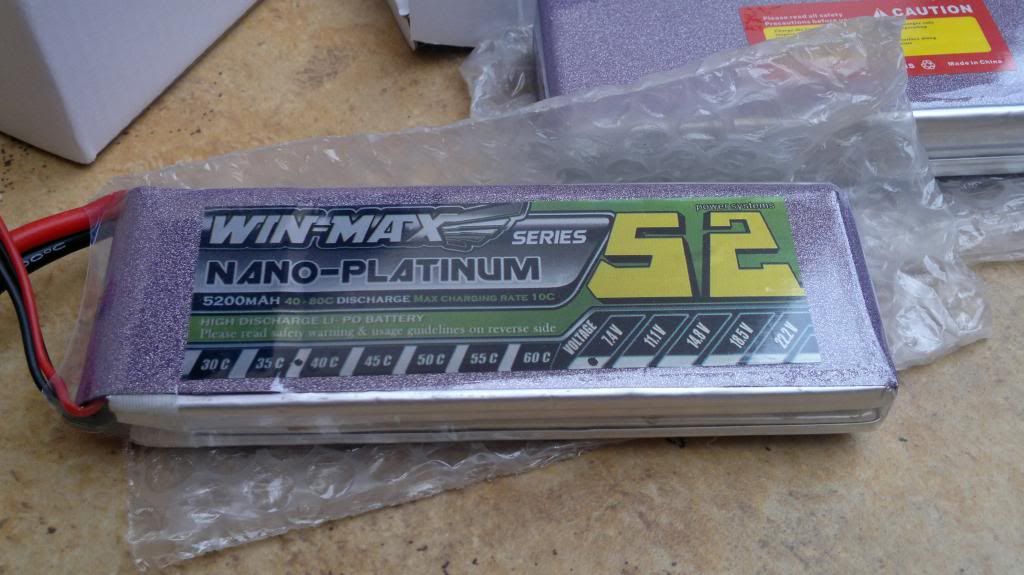 WIN-MAX SERIES
NANO-PLATINUM
52
power systems
5200MAH 40-80C DISCHARGE MAX CHARGING RATE 10C
HIGH DISCHARGE LI-PO BATTERY
Please read safety warning & usage guidelines on reverse side
30 C 35 C 40 C 45 C 50 C 55 C 60 C
VOLTAGE 7.4V 11.1V 14.8V 18.5V 22.2V
Please read all safety
Precautions before
CAUTION
Made in China